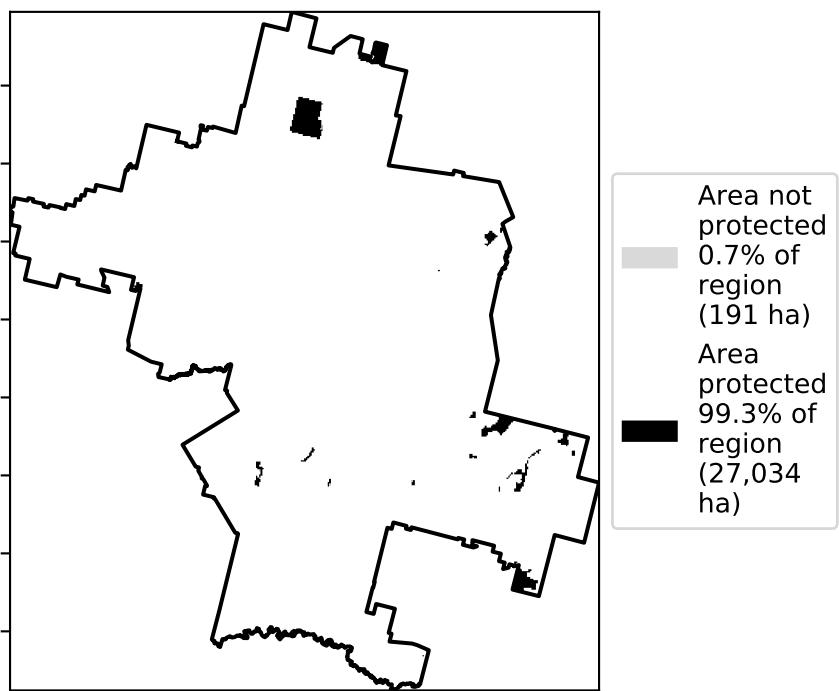 Area not
protected
0.7% of
region
(191 ha)
Area
protected
99.3% of
region
(27,034
ha)